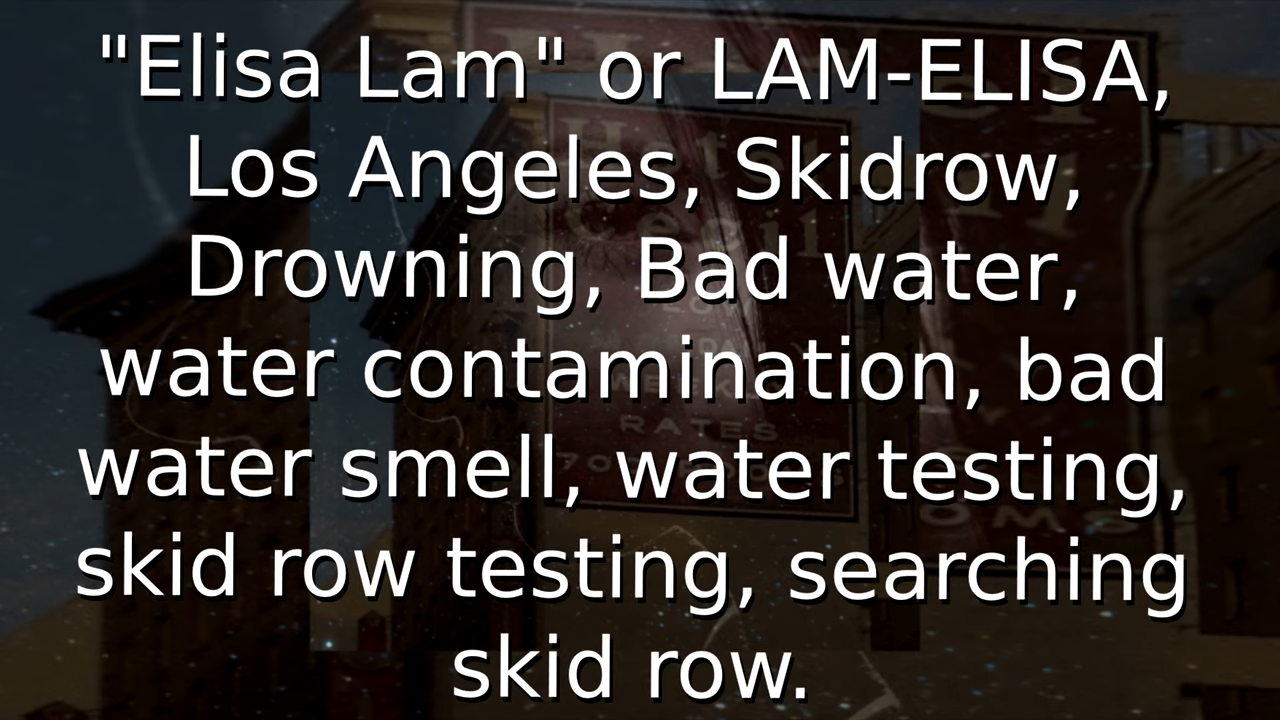 "Elisa Lam" or LAM-ELISA,
Los Angeles, Skidrow,
Drowning, Bad water,
water contamination, bad
water smell, water testing,
skid row testing, searching
skid row.
RATES